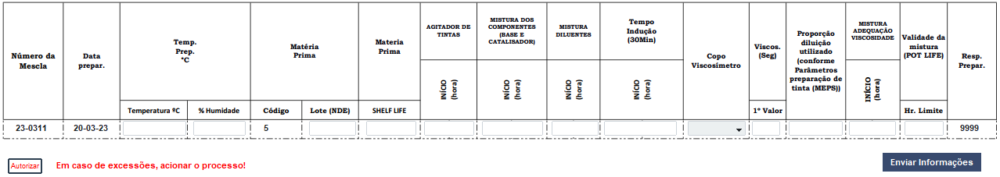 Número da
Mescla
Data
prepar.
Temp.
Prep.
°C
Temperatura ºC
% Humidade
Matéria
Prima
Código
Lote (NDE)
Materia
Prima
SHELF LIFE
AGITADOR DE
TINTAS
INÍCIO
(hora)
MISTURA DOS
COMPONENTES
(BASE E
CATALISADOR)
INÍCIO
(hora)
MISTURA
DILUENTES
INÍCIO
(hora)
Tempo
Indução
(30Min)
INÍCIO
(hora)
Copo
Viscosímetro
Viscos.
(Seg)
1º Valor
Proporção
diluição
utilizado
(conforme
Parâmetros
preparação de
tinta (MEPS))
MISTURA
ADEQUAÇÃO
VISCOSIDADE
INÍCIO
(hora)
Validade da
mistura
(POT LIFE)
Hr. Limite
Resp.
Prepar.
23-0311 20-03-23 5 9999
Autorizar Em caso de excessões, acionar o processo! Enviar Informações